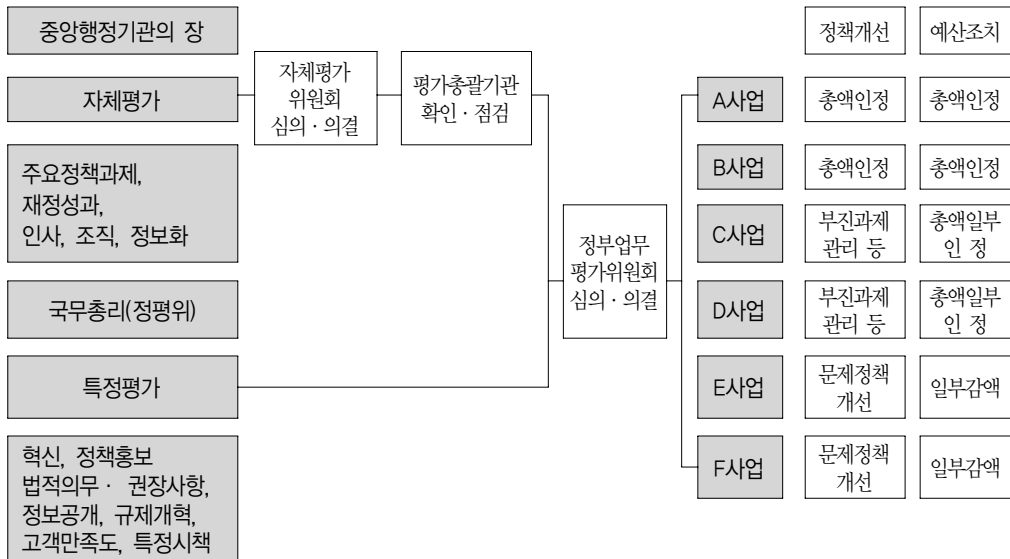 중앙행정기관의 장
정책개선
예산조치
자체평가
자체평가
위원회
심의 · 의결
평가총괄기관
확인 · 점검
A사업
총액인정
총액인정
주요정책과제,
재정성과,
인사, 조직, 정보화
B사업
총액인정
총액인정
정부업무
평가위원회
심의 · 의결
C사업
부진과제
관리 등
총액일부
인 정
국무총리(정평위)
D사업
부진과제
관리 등
총액일부
인 정
특정평가
E사업
문제정책
개선
일부감액
혁신, 정책홍보
법적의무 · 권장사항,
정보공개, 규제개혁,
고객만족도, 특정시책
F사업
문제정책
개선
일부감액